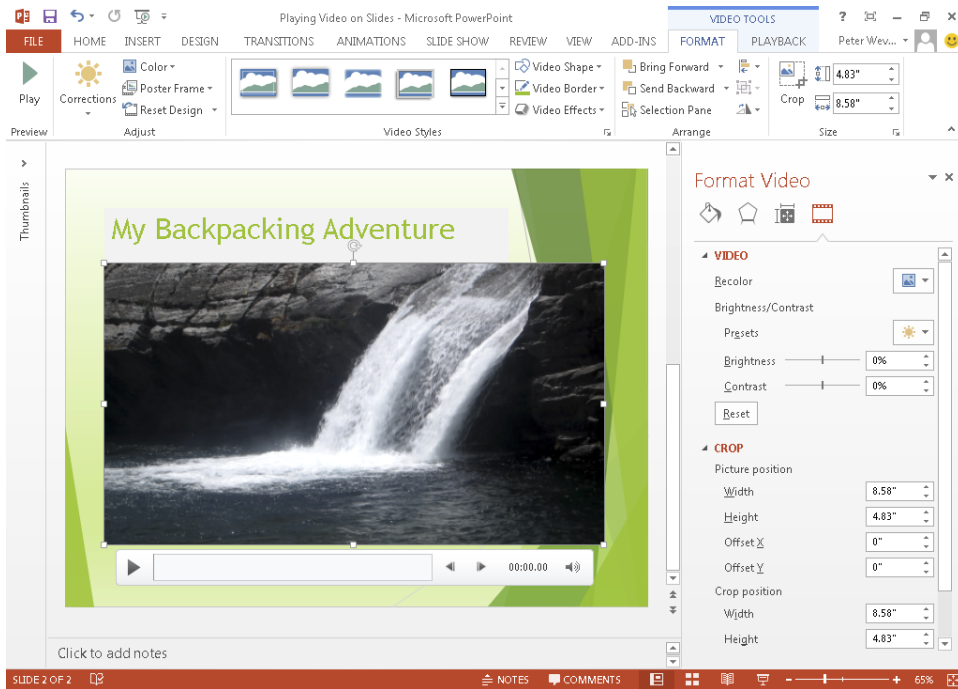 Playing Video on Slides - Microsoft PowerPoint
VIDEO TOOLS
?
FILE HOME INSERT DESIGN TRANSITIONS ANIMATIONS SLIDE SHOW REVIEW VIEW ADD-INS FORMAT PLAYBACK Peter Wev...
Play
Corrections
Color
Poster Frame
Reset Design
Video Shape
Video Border
Video Effects
Bring Forward
Send Backward
Selection Pane
Crop
4.83"
8.58"
Preview Adjust Video Styles Arrange Size
Thumbnails
My Backpacking Adventure
00:00.00
Format Video
VIDEO
Recolor
Brightness/Contrast
Presets
Brightness 0%
Contrast 0%
Reset
CROP
Picture position
Width 8.58"
Height 4.83"
Offset X 0"
Offset Y 0"
Crop position
Width 8.58"
Height 4.83"
Click to add notes
SLIDE 2 OF 2 NOTES COMMENTS 65%